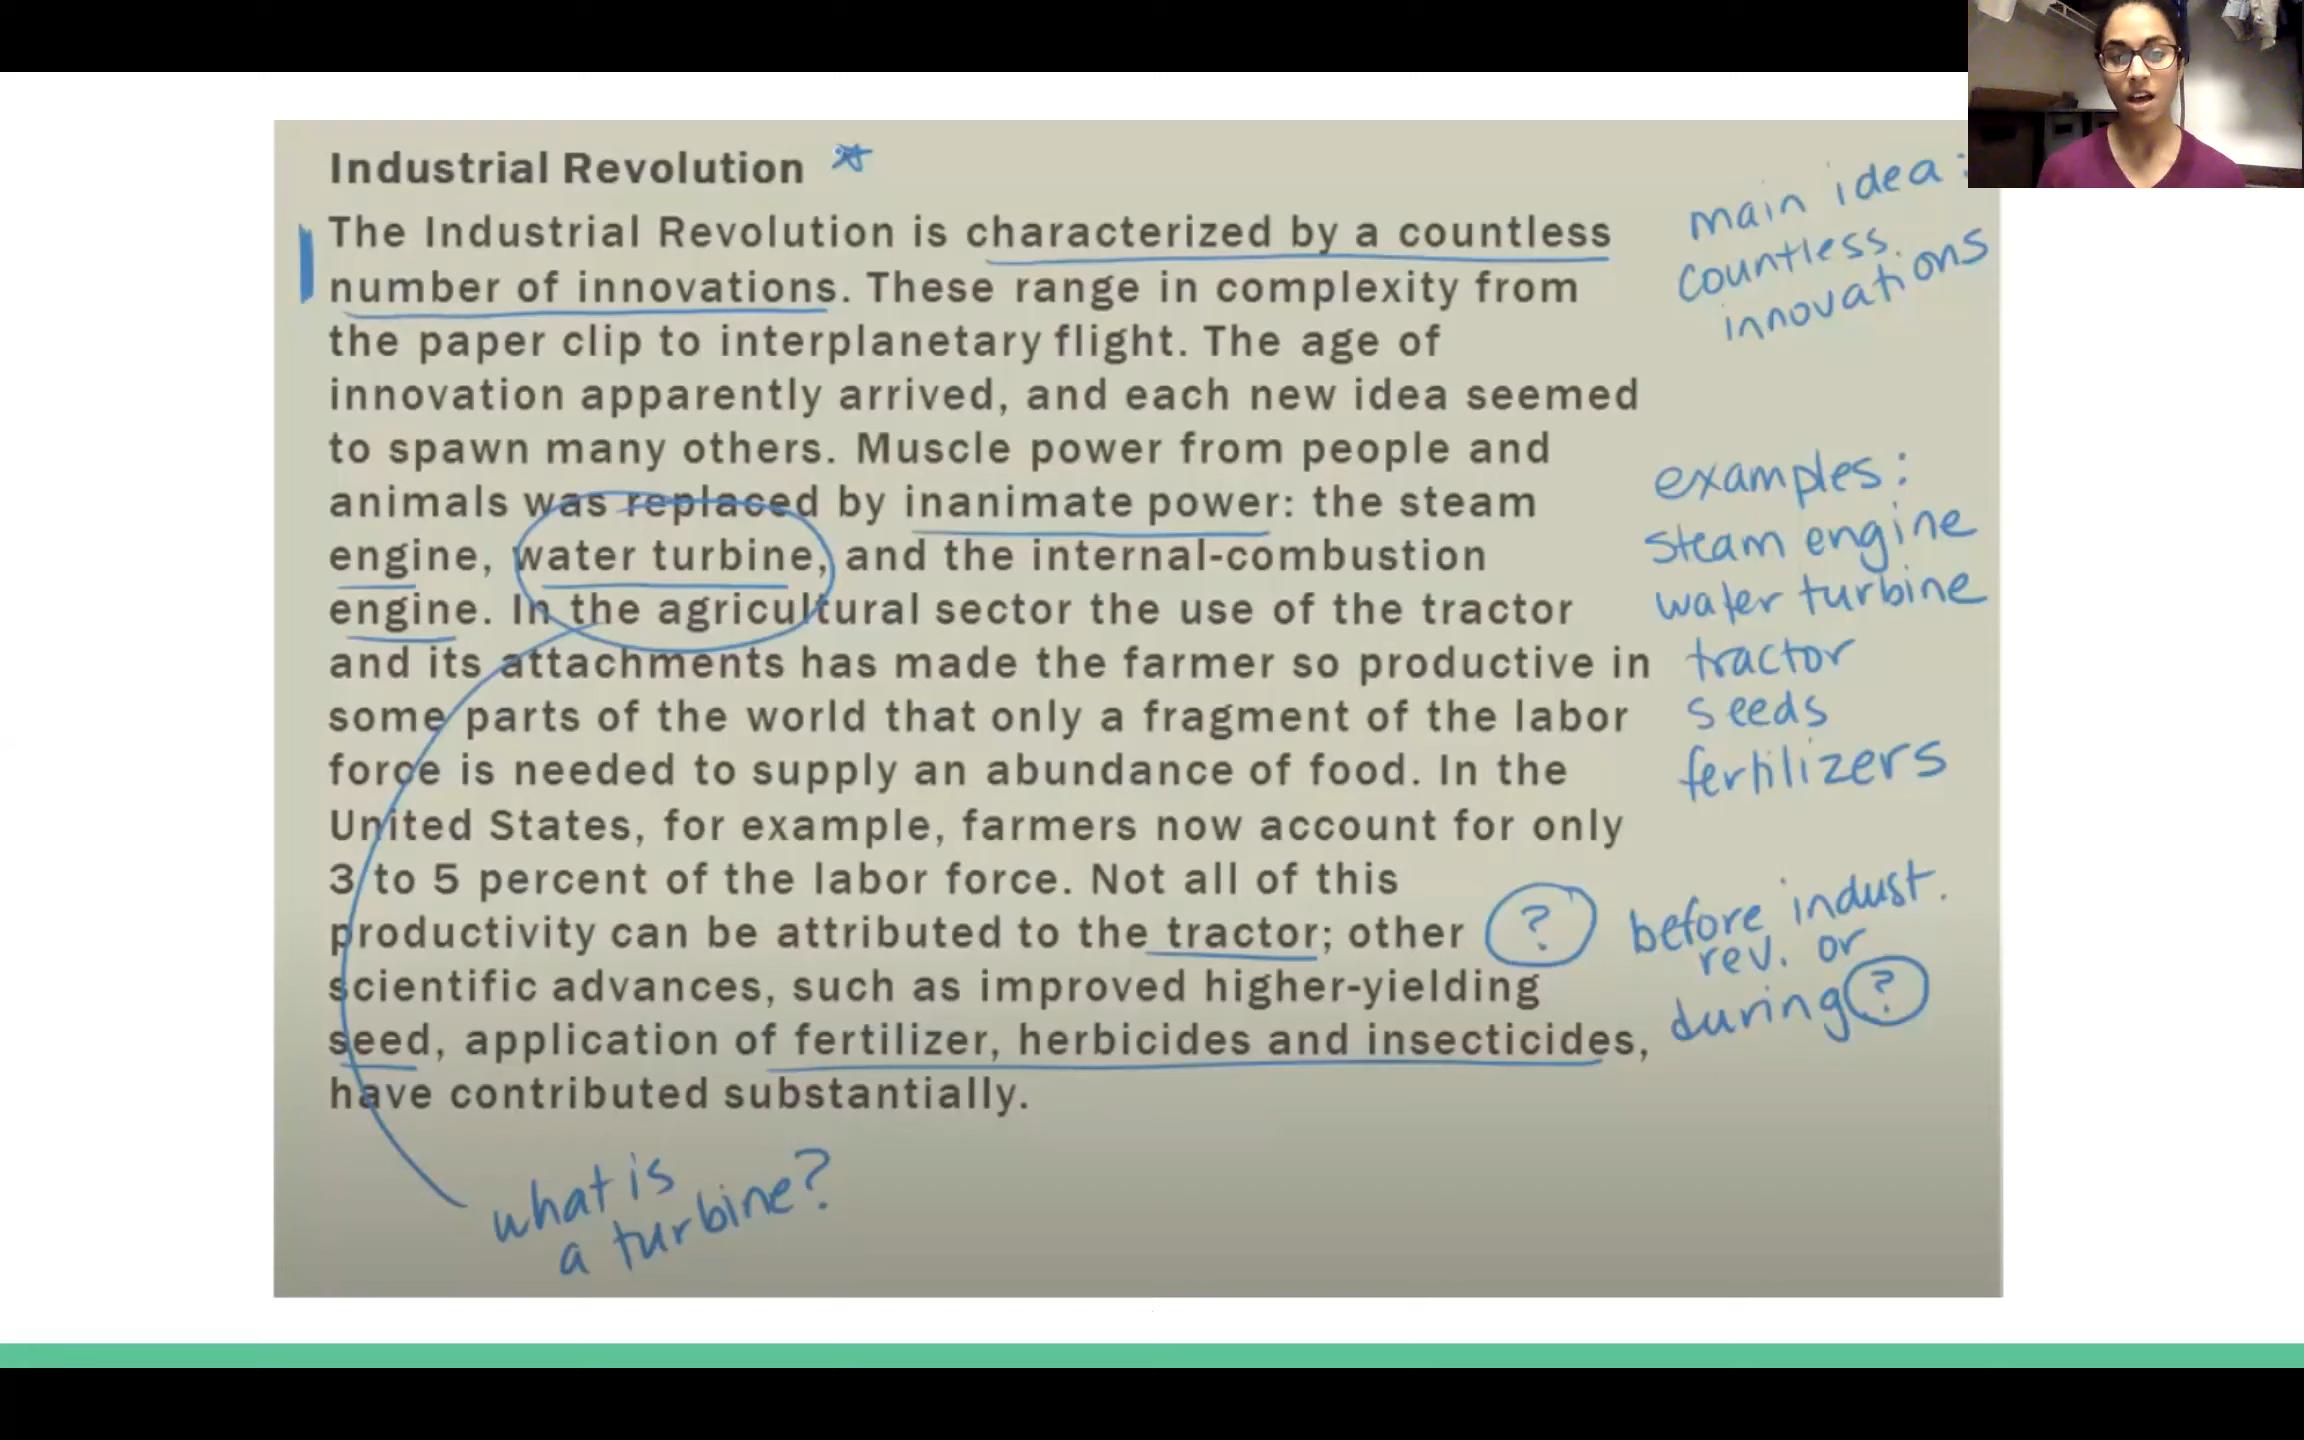 Industrial Revolution
The Industrial Revolution is characterized by a countless
number of innovations. These range in complexity from
the paper clip to interplanetary flight. The age of
innovation apparently arrived, and each new idea seemed
to spawn many others. Muscle power from people and
animals was replaced by inanimate power: the steam
engine, water turbine, and the internal-combustion
engine. In the agricultural sector the use of the tractor
and its attachments has made the farmer so productive in
some parts of the world that only a fragment of the labor
force is needed to supply an abundance of food. In the
United States, for example, farmers now account for only
3 to 5 percent of the labor force. Not all of this
productivity can be attributed to the tractor; other
scientific advances, such as improved higher-yielding
seed, application of fertilizer, herbicides and insecticides,
have contributed substantially.
main idea:
countless
innovations
examples:
steam engine
water turbine
tractor
seeds
fertilizers
?
before indust.
rev. or
during ?
what is
a turbine?